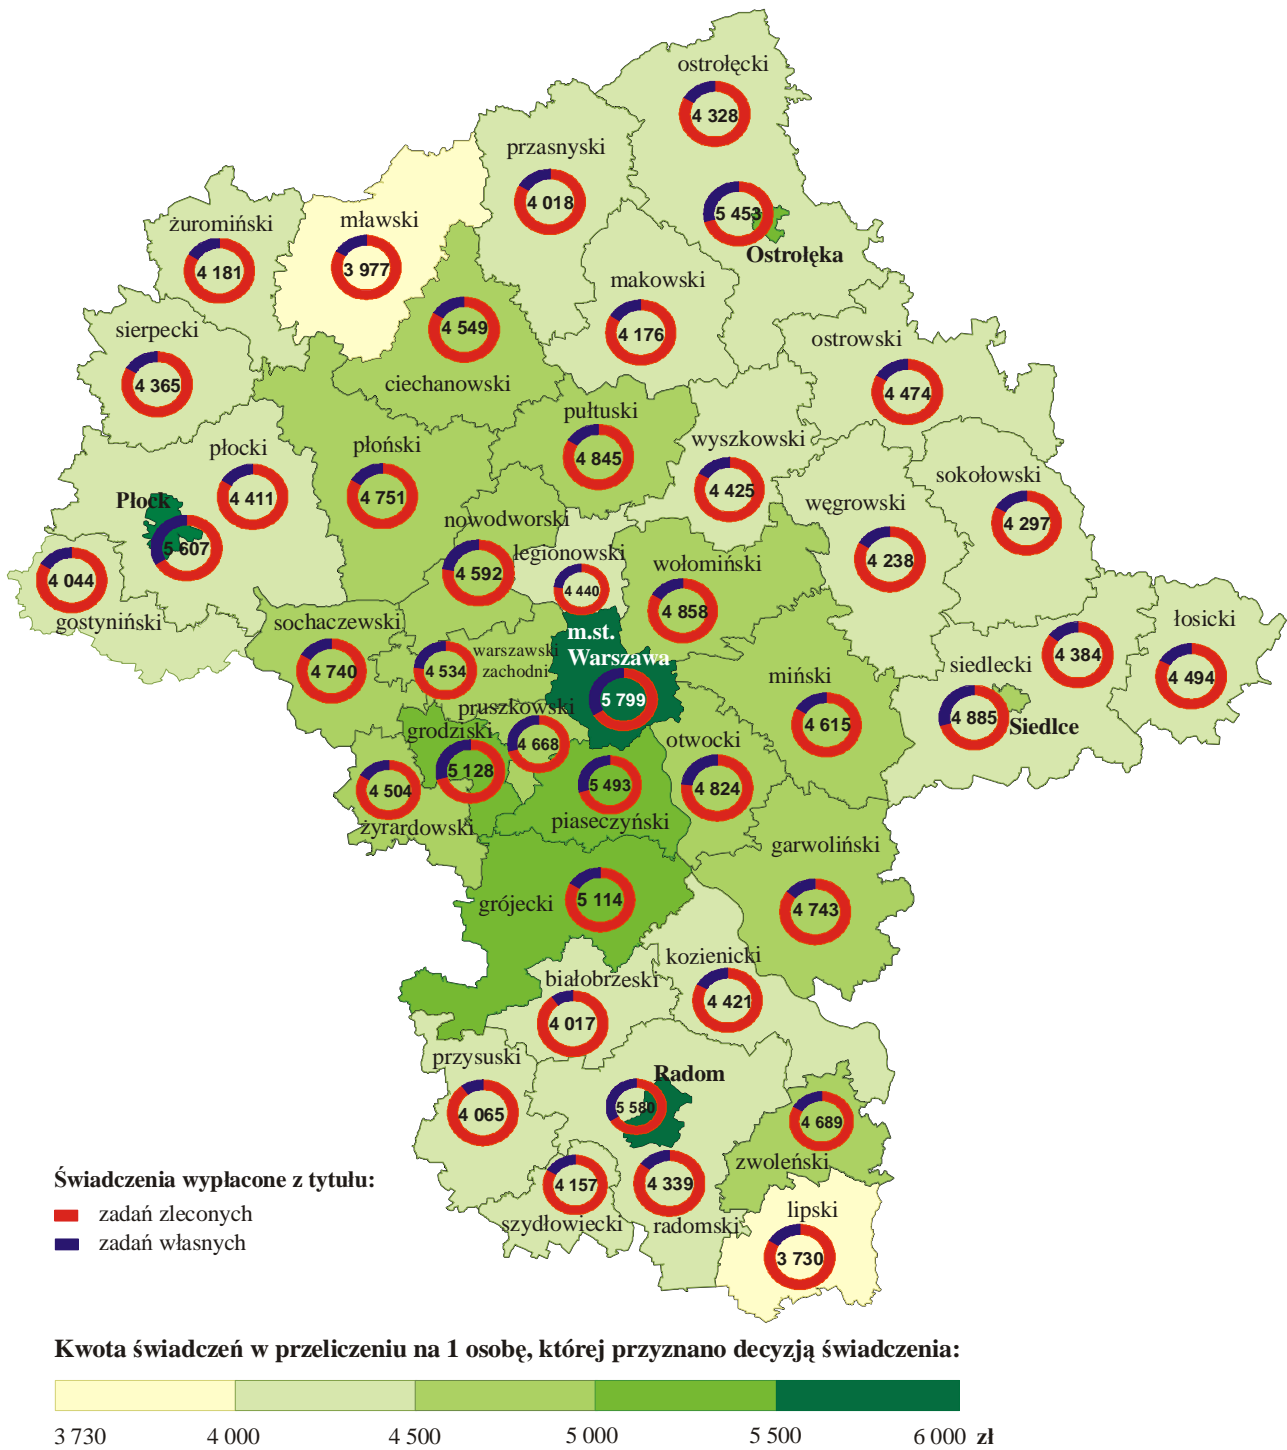 ostrołęcki
4 328
przasnyski
4 018
5 453
Ostrołęka
żuromiński
4 181
mławski
3 977
makowski
4 176
sierpecki
4 365
4 549
ciechanowski
ostrowski
4 474
pułtuski
4 845
wyszkowski
4 425
płocki
4 411
płoński
4 751
Płock
5 607
sokołowski
4 297
węgrowski
4 238
nowodworski
4 592
legionowski
4 440
wołomiński
4 858
4 044
gostyniński
sochaczewski
4 740
warszawski
zachodni
4 534
m.st.
Warszawa
5 799
łosicki
4 494
siedlecki
4 384
4 885
Siedlce
miński
4 615
pruszkowski
4 668
grodziski
5 128
otwocki
4 824
4 504
żyrardowski
5 493
piaseczyński
garwoliński
4 743
grójecki
5 114
kozienicki
4 421
białobrzeski
4 017
przysuski
4 065
Radom
5 580
4 689
zwoleński
4 157
szydłowiecki
4 339
radomski
lipski
3 730
Świadczenia wypłacone z tytułu:
zadań zleconych
zadań własnych
Kwota świadczeń w przeliczeniu na 1 osobę, której przyznano decyzją świadczenia:
3 730 4 000 4 500 5 000 5 500 6 000 zł